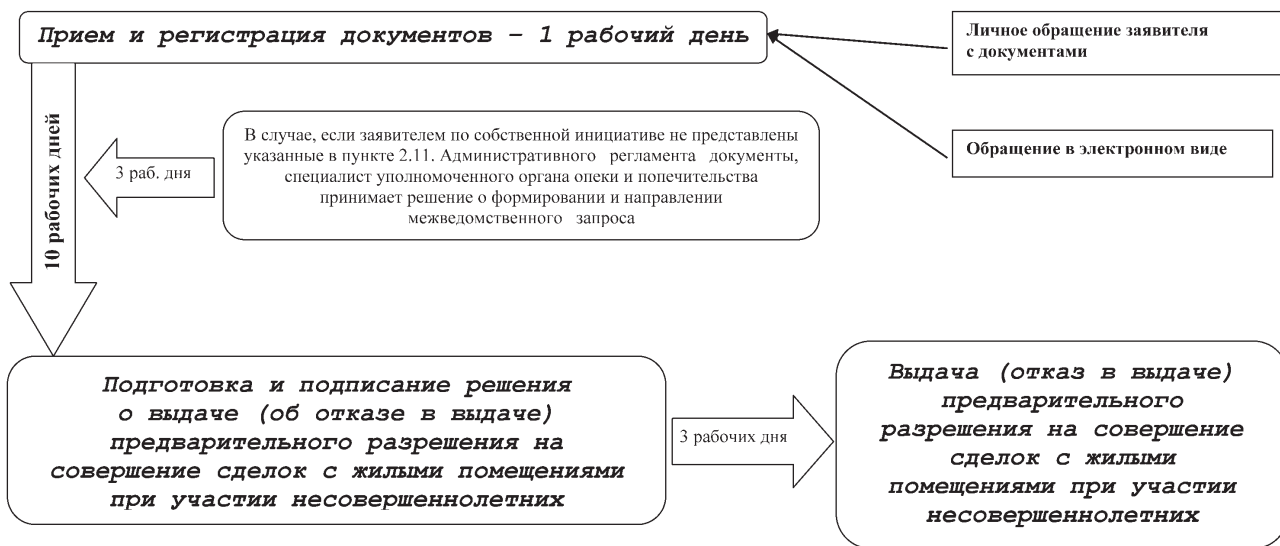 Прием и регистрация документов – 1 рабочий день
Личное обращение заявителя
с документами
Обращение в электронном виде
10 рабочих дней
3 раб. дня
В случае, если заявителем по собственной инициативе не представлены
указанные в пункте 2.11. Административного регламента документы,
специалист уполномоченного органа опеки и попечительства
принимает решение о формировании и направлении
межведомственного запроса
Подготовка и подписание решения
о выдаче (об отказе в выдаче)
предварительного разрешения на
совершение сделок с жилыми помещениями
при участии несовершеннолетних
3 рабочих дня
Выдача (отказ в выдаче)
предварительного
разрешения на совершение
сделок с жилыми
помещениями при участии
несовершеннолетних